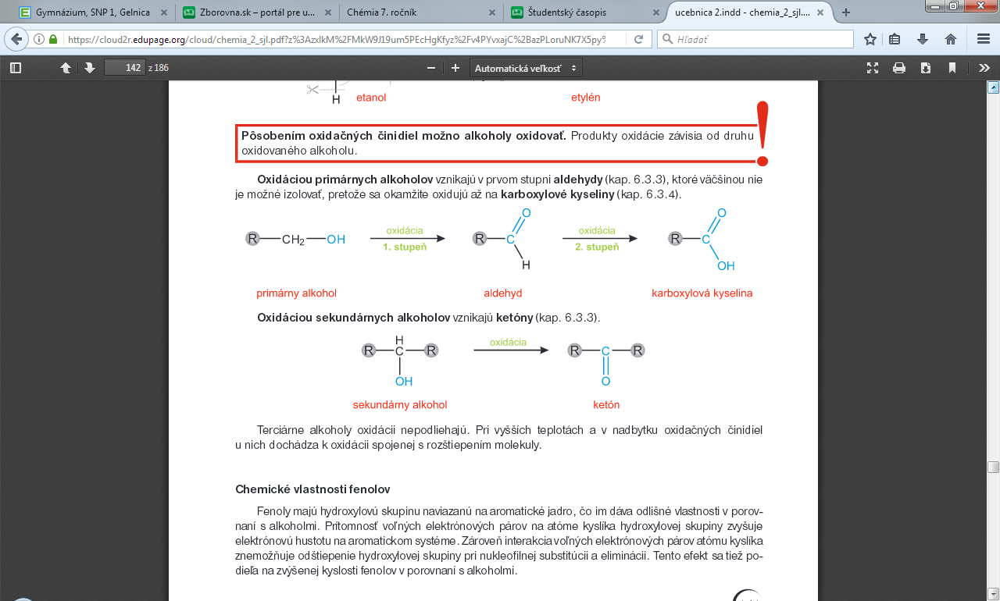 Gymnázium, SNP 1, Gelnica
Zborovna.sk – portál pre u...
Chémia 7. ročník
Študentský časopis
ucebnica 2.indd - chemia_2_sjl....
https://cloud2r.edupage.org/cloud/chemia_2_sjl.pdf?z%3AzxIkM%2FMkW9J19um5PEcHgKfyz%2Fv4PYvxajC%2BazPLoruNK7X5py%
Hľadať
142 z 186
Automatická veľkosť
H
etanol
etylén
Pôsobením oxidačných činidiel možno alkoholy oxidovať. Produkty oxidácie závisia od druhu
oxidovaného alkoholu.
!
Oxidáciou primárnych alkoholov vznikajú v prvom stupni aldehydy (kap. 6.3.3), ktoré väčšinou nie
je možné izolovať, pretože sa okamžite oxidujú až na karboxylové kyseliny (kap. 6.3.4).
O
O
oxidácia
oxidácia
R CH2 OH
R C
R C
1. stupeň
2. stupeň
H
OH
primárny alkohol
aldehyd
karboxylová kyselina
Oxidáciou sekundárnych alkoholov vznikajú ketóny (kap. 6.3.3).
H
oxidácia
R C R
R C R
OH
O
sekundárny alkohol
ketón
Terciárne alkoholy oxidácii nepodliehajú. Pri vyšších teplotách a v nadbytku oxidačných činidiel
u nich dochádza k oxidácii spojenej s rozštiepením molekuly.
Chemické vlastnosti fenolov
Fenoly majú hydroxylovú skupinu naviazanú na aromatické jadro, čo im dáva odlišné vlastnosti v porov-
naní s alkoholmi. Prítomnosť voľných elektrónových párov na atóme kyslíka hydroxylovej skupiny zvyšuje
elektrónovú hustotu na aromatickom systéme. Zároveň interakcia voľných elektrónových párov atómu kyslíka
znemožňuje odštiepenie hydroxylovej skupiny pri nukleofilnej substitúcii a eliminácii. Tento efekt sa tiež po-
dieľa na zvýšenej kyslosti fenolov v porovnaní s alkoholmi.